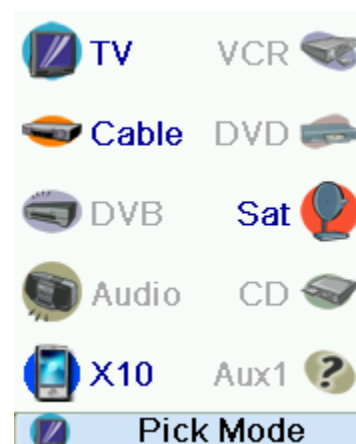 TV VCR
Cable DVD
DVB Sat
Audio CD
X10 Aux1
Pick Mode